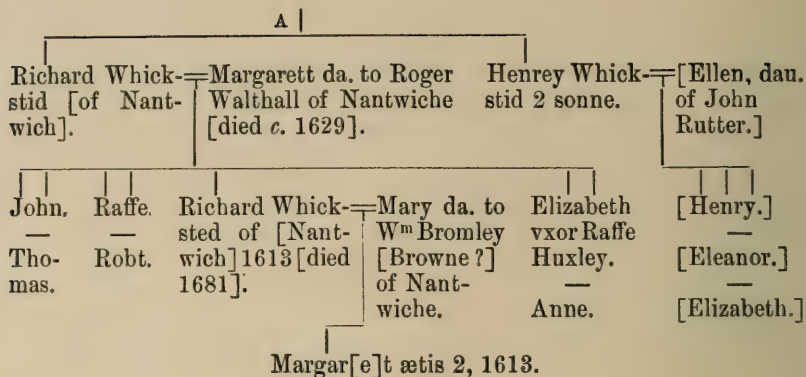 A
Richard Whick-
stid [of Nant-
wich].
Margarett da. to Roger
Walthall of Nantwiche
[died c. 1629].
Henrey Whick-
stid 2 sonne.
[Ellen, dau.
of John
Rutter.]
John.
—
Tho-
mas.
Raffe.
—
Robt.
Richard Whick-
sted of [Nant-
wich] 1613 [died
1681].
Mary da. to
Wm Bromley
[Browne ?]
of Nant-
wiche.
Elizabeth
vxor Raffe
Huxley.
—
Anne.
[Henry.]
—
[Eleanor.]
—
[Elizabeth.]
Margar[e]t ætis 2, 1613.